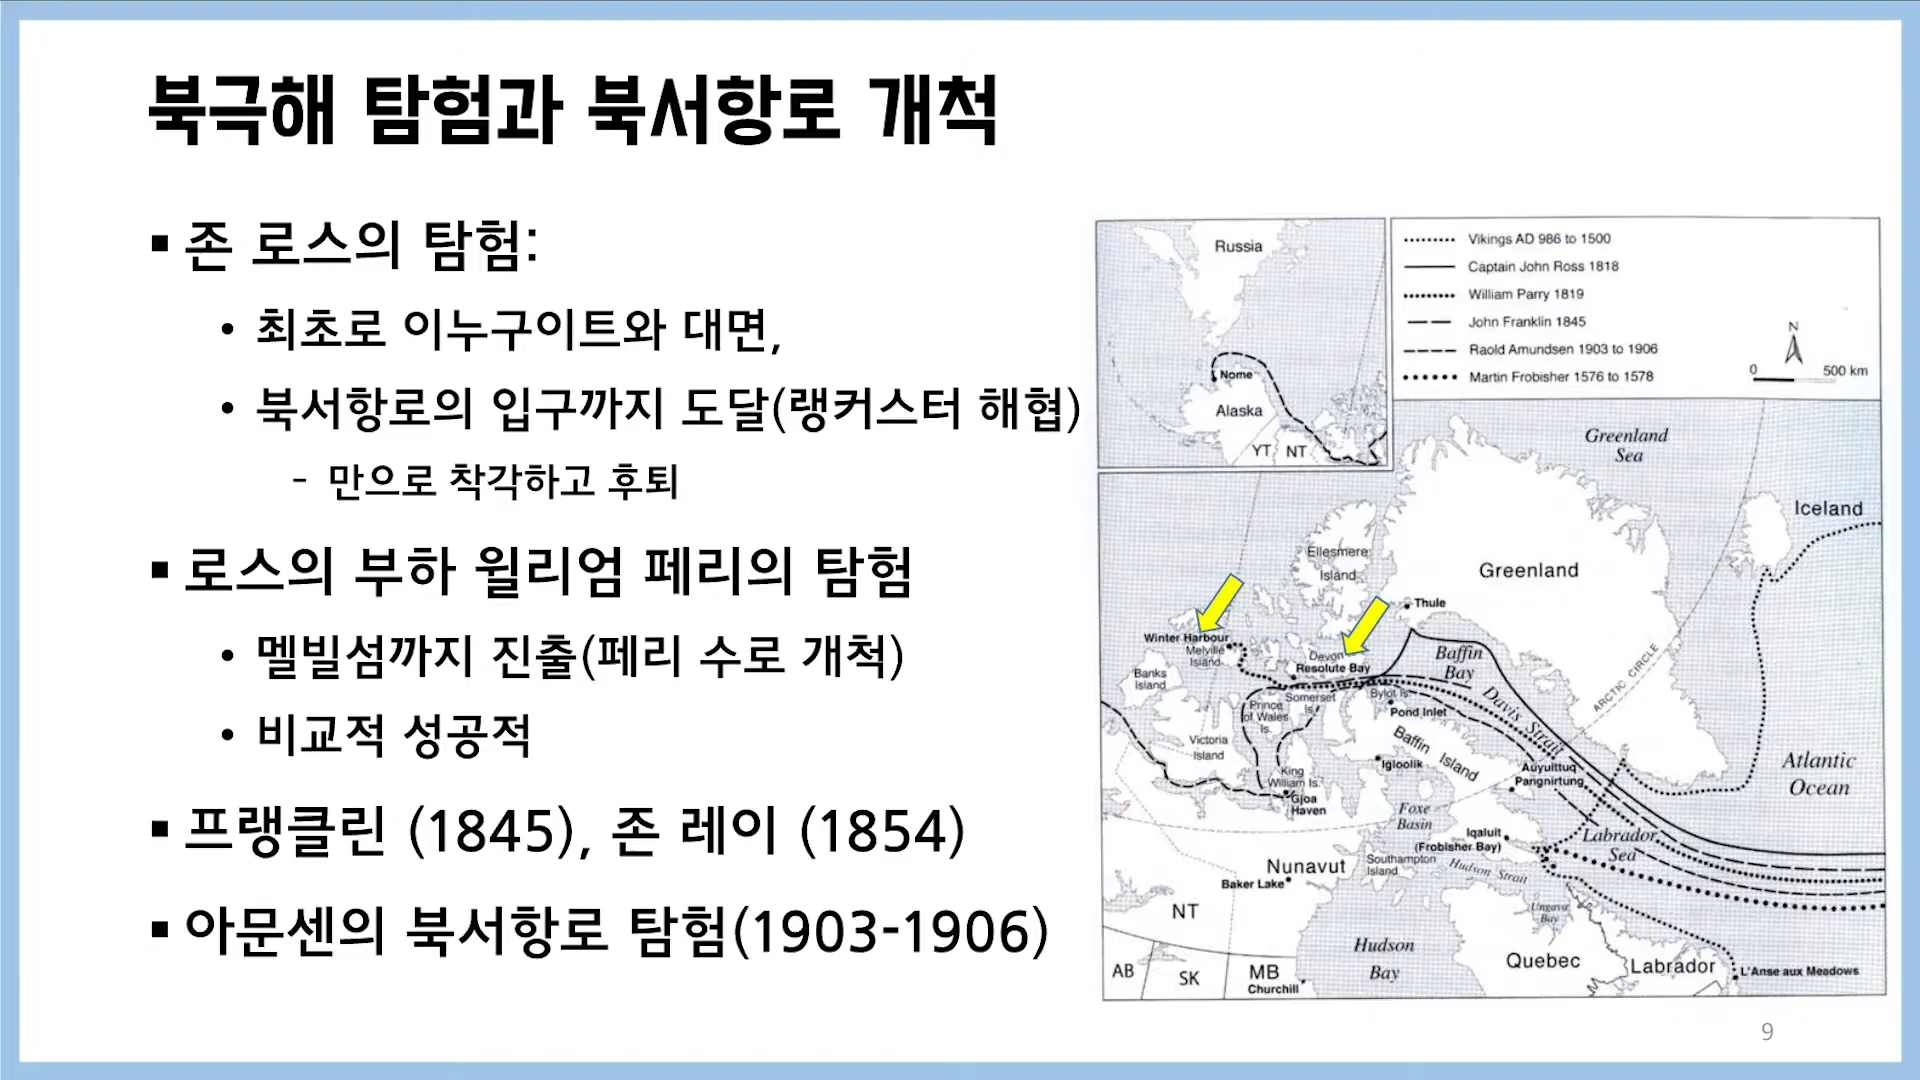 북극해 탐험과 북서항로 개척
▪ 존 로스의 탐험:
• 최초로 이누구이트와 대면,
• 북서항로의 입구까지 도달(랭커스터 해협)
- 만으로 착각하고 후퇴
▪ 로스의 부하 윌리엄 페리의 탐험
• 멜빌섬까지 진출(페리 수로 개척)
• 비교적 성공적
▪ 프랭클린 (1845), 존 레이 (1854)
▪ 아문센의 북서항로 탐험(1903-1906)
Russia
Nome
Alaska
YT NT
Vikings AD 986 to 1500
Captain John Ross 1818
William Parry 1819
John Franklin 1845
Raold Amundsen 1903 to 1906
Martin Frobisher 1576 to 1578
N
0 500 km
Greenland
Sea
Iceland
Ellesmere
Island
Greenland
Thule
Winter Harbour
Melville
Island
Devon
Resolute Bay
Baffin
Bay
ARCTIC CIRCLE
Banks
Island
Somerset
Is.
Bylot Is.
Prince
of Wales
Is.
Pond Inlet
Davis Strait
Victoria
Island
Baffin Island
Igloolik
King
William Is.
Gjoa
Haven
Auyuittuq
Pangnirtung
Atlantic
Ocean
Foxe
Basin
Iqaluit
(Frobisher Bay)
Labrador
Sea
Nunavut
Southampton
Island
Hudson Strait
Baker Lake
Ungava
Bay
NT
Hudson
Bay
Quebec
Labrador
L'Anse aux Meadows
AB
SK
MB
Churchill
9